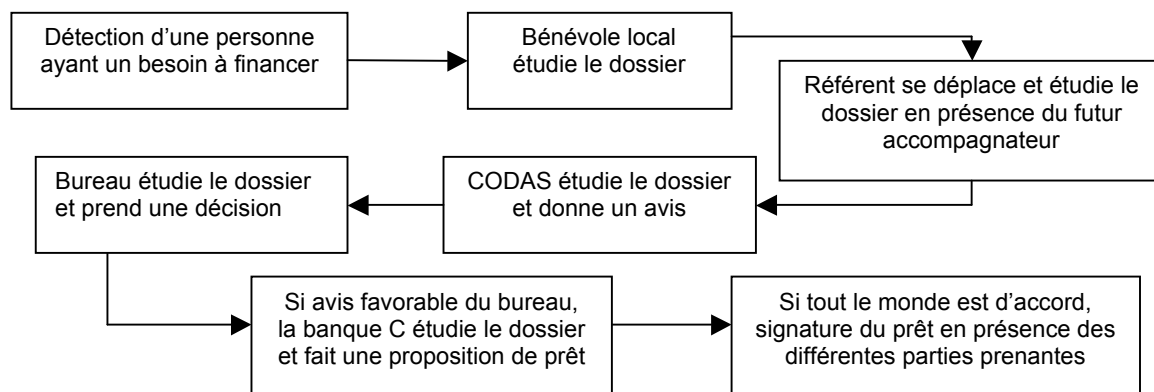 Détection d’une personne
ayant un besoin à financer
Bénévole local
étudie le dossier
Référent se déplace et étudie le
dossier en présence du futur
accompagnateur
CODAS étudie le dossier
et donne un avis
Bureau étudie le dossier
et prend une décision
Si avis favorable du bureau,
la banque C étudie le dossier
et fait une proposition de prêt
Si tout le monde est d’accord,
signature du prêt en présence des
différentes parties prenantes